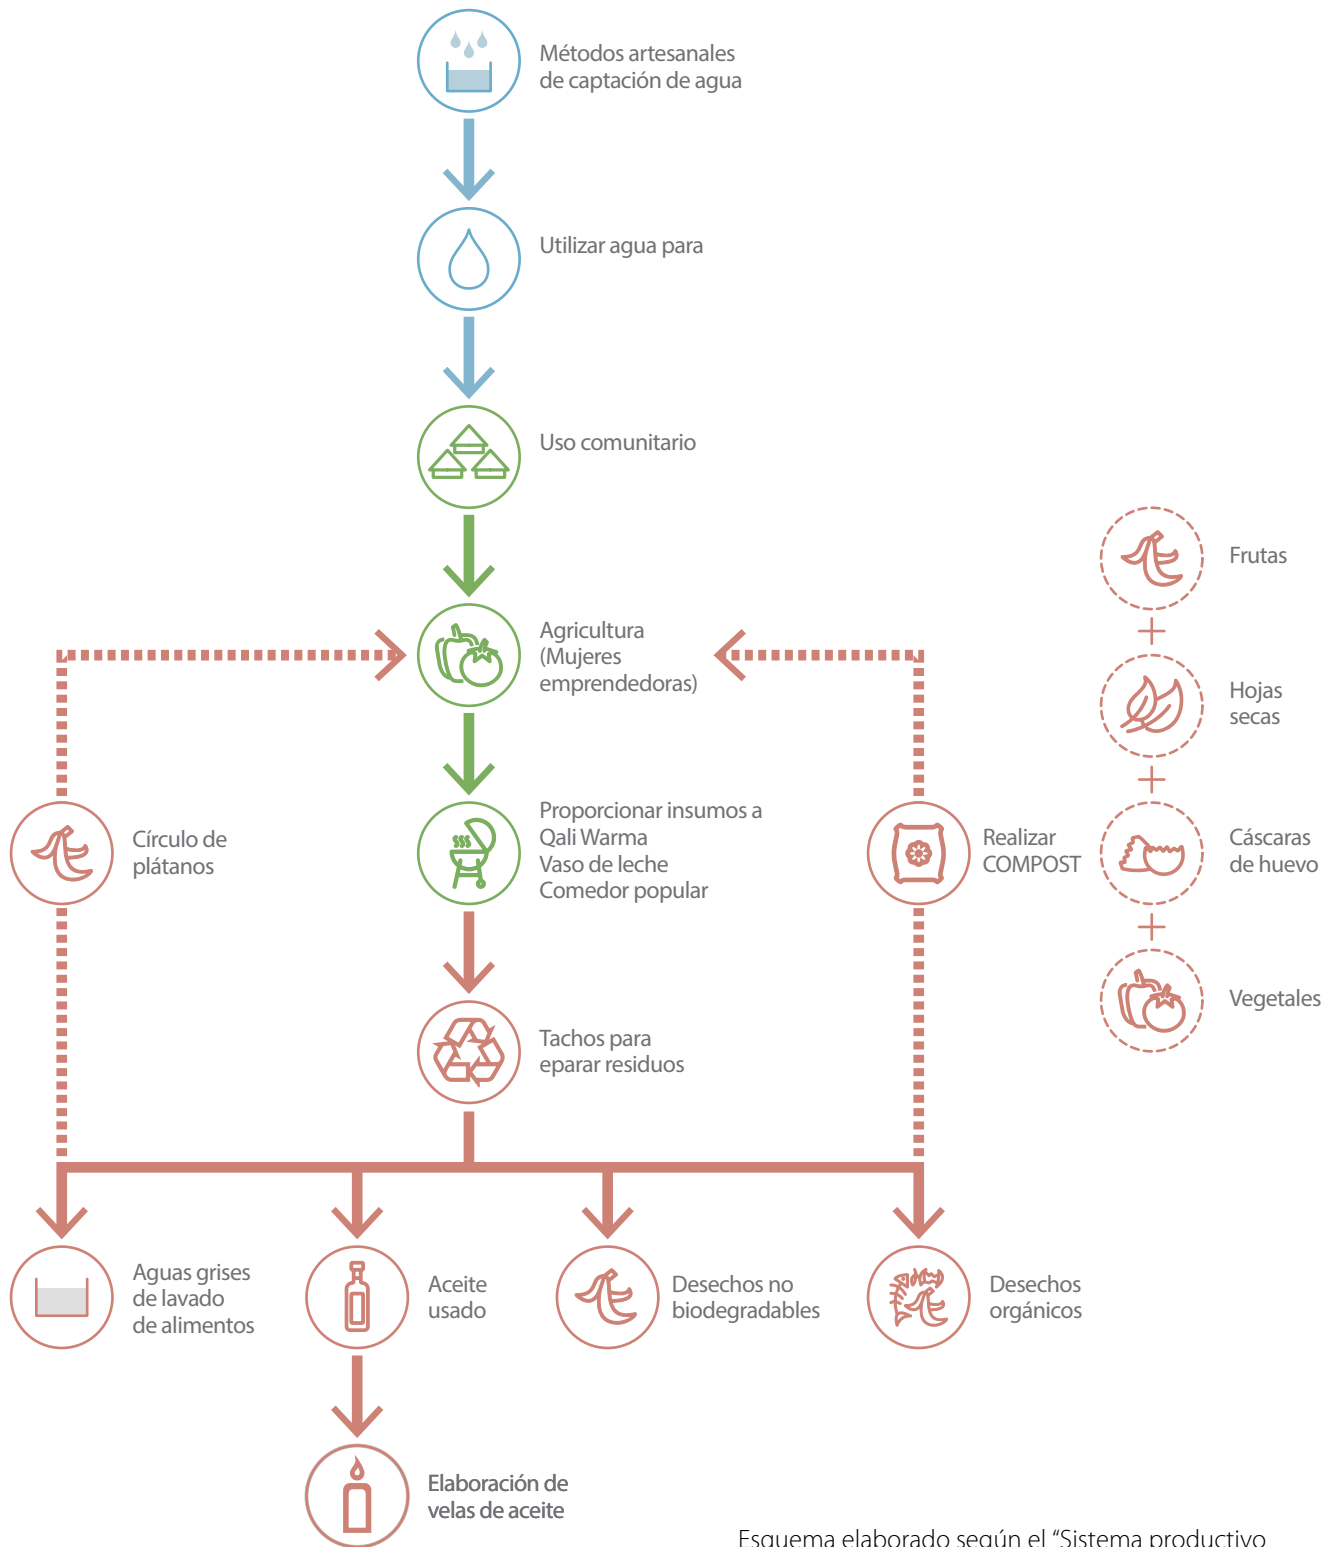 Métodos artesanales
de captación de agua
Utilizar agua para
Uso comunitario
Agricultura
(Mujeres
emprendedoras)
Proporcionar insumos a
Qali Warma
Vaso de leche
Comedor popular
Círculo de
plátanos
Realizar
COMPOST
Frutas
Hojas
secas
Cáscaras
de huevo
Vegetales
Tachos para
eparar residuos
Aguas grises
de lavado
de alimentos
Aceite
usado
Desechos no
biodegradables
Desechos
orgánicos
Elaboración de
velas de aceite
Esquema elaborado según el “Sistema productivo